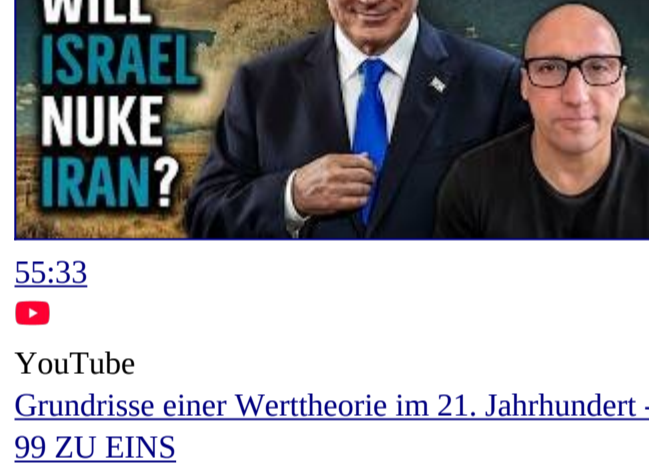 WILL
ISRAEL
NUKE
IRAN?
55:33
YouTube
Grundrisse einer Werttheorie im 21. Jahrhundert -
99 ZU EINS